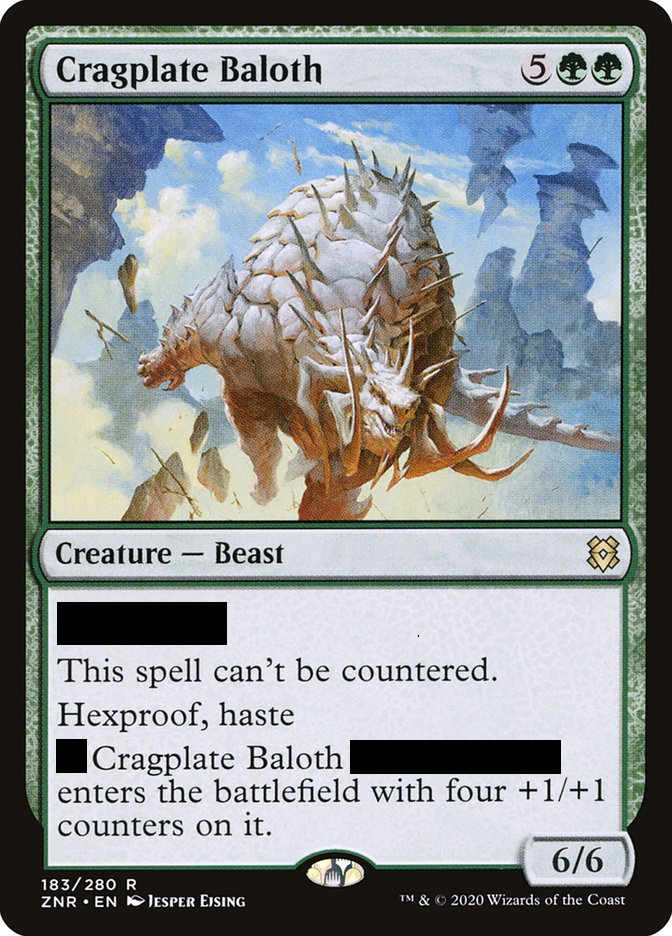 Cragplate Baloth 5
Creature — Beast
This spell can't be countered.
Hexproof, haste
Cragplate Baloth
enters the battlefield with four +1/+1
counters on it.
6/6
183/280 R
ZNR • EN Jesper Ejsing
™ & © 2020 Wizards of the Coast